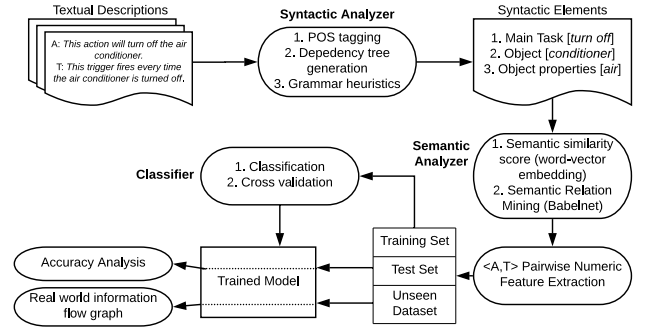 Textual Descriptions
A: This action will turn off the air
conditioner.
T: This trigger fires every time
the air conditioner is turned off.
Syntactic Analyzer
1. POS tagging
2. Depedency tree
generation
3. Grammar heuristics
Syntactic Elements
1. Main Task [turn off]
2. Object [conditioner]
3. Object properties [air]
Semantic
Analyzer
1. Semantic similarity
score (word-vector
embedding)
2. Semantic Relation
Mining (Babelnet)
Classifier
1. Classification
2. Cross validation
Training Set
Test Set
Unseen
Dataset
<A,T> Pairwise Numeric
Feature Extraction
Trained Model
Accuracy Analysis
Real world information
flow graph